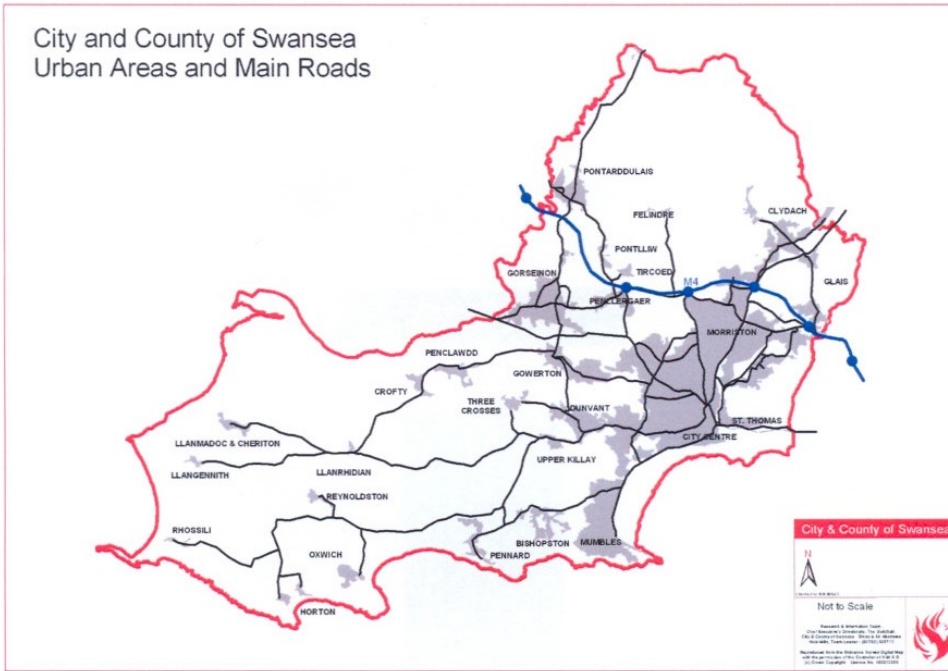 City and County of Swansea
Urban Areas and Main Roads
PONTARDDULAIS
FELINDRE
CLYDACH
PONTLLIW
TIRCOED
GORSEINON
GLAIS
M4
PENLLERGAER
MORRISTON
PENCLAWDD
GOWERTON
CROFTY
THREE
CROSSES
DUNVANT
ST. THOMAS
CITY CENTRE
LLANMADOC & CHERITON
UPPER KILLAY
LLANGENNITH
LLANRHIDIAN
REYNOLDSTON
RHOSSILI
BISHOPSTON
MUMBLES
OXWICH
PENNARD
HORTON
City & County of Swansea
N
Not to Scale